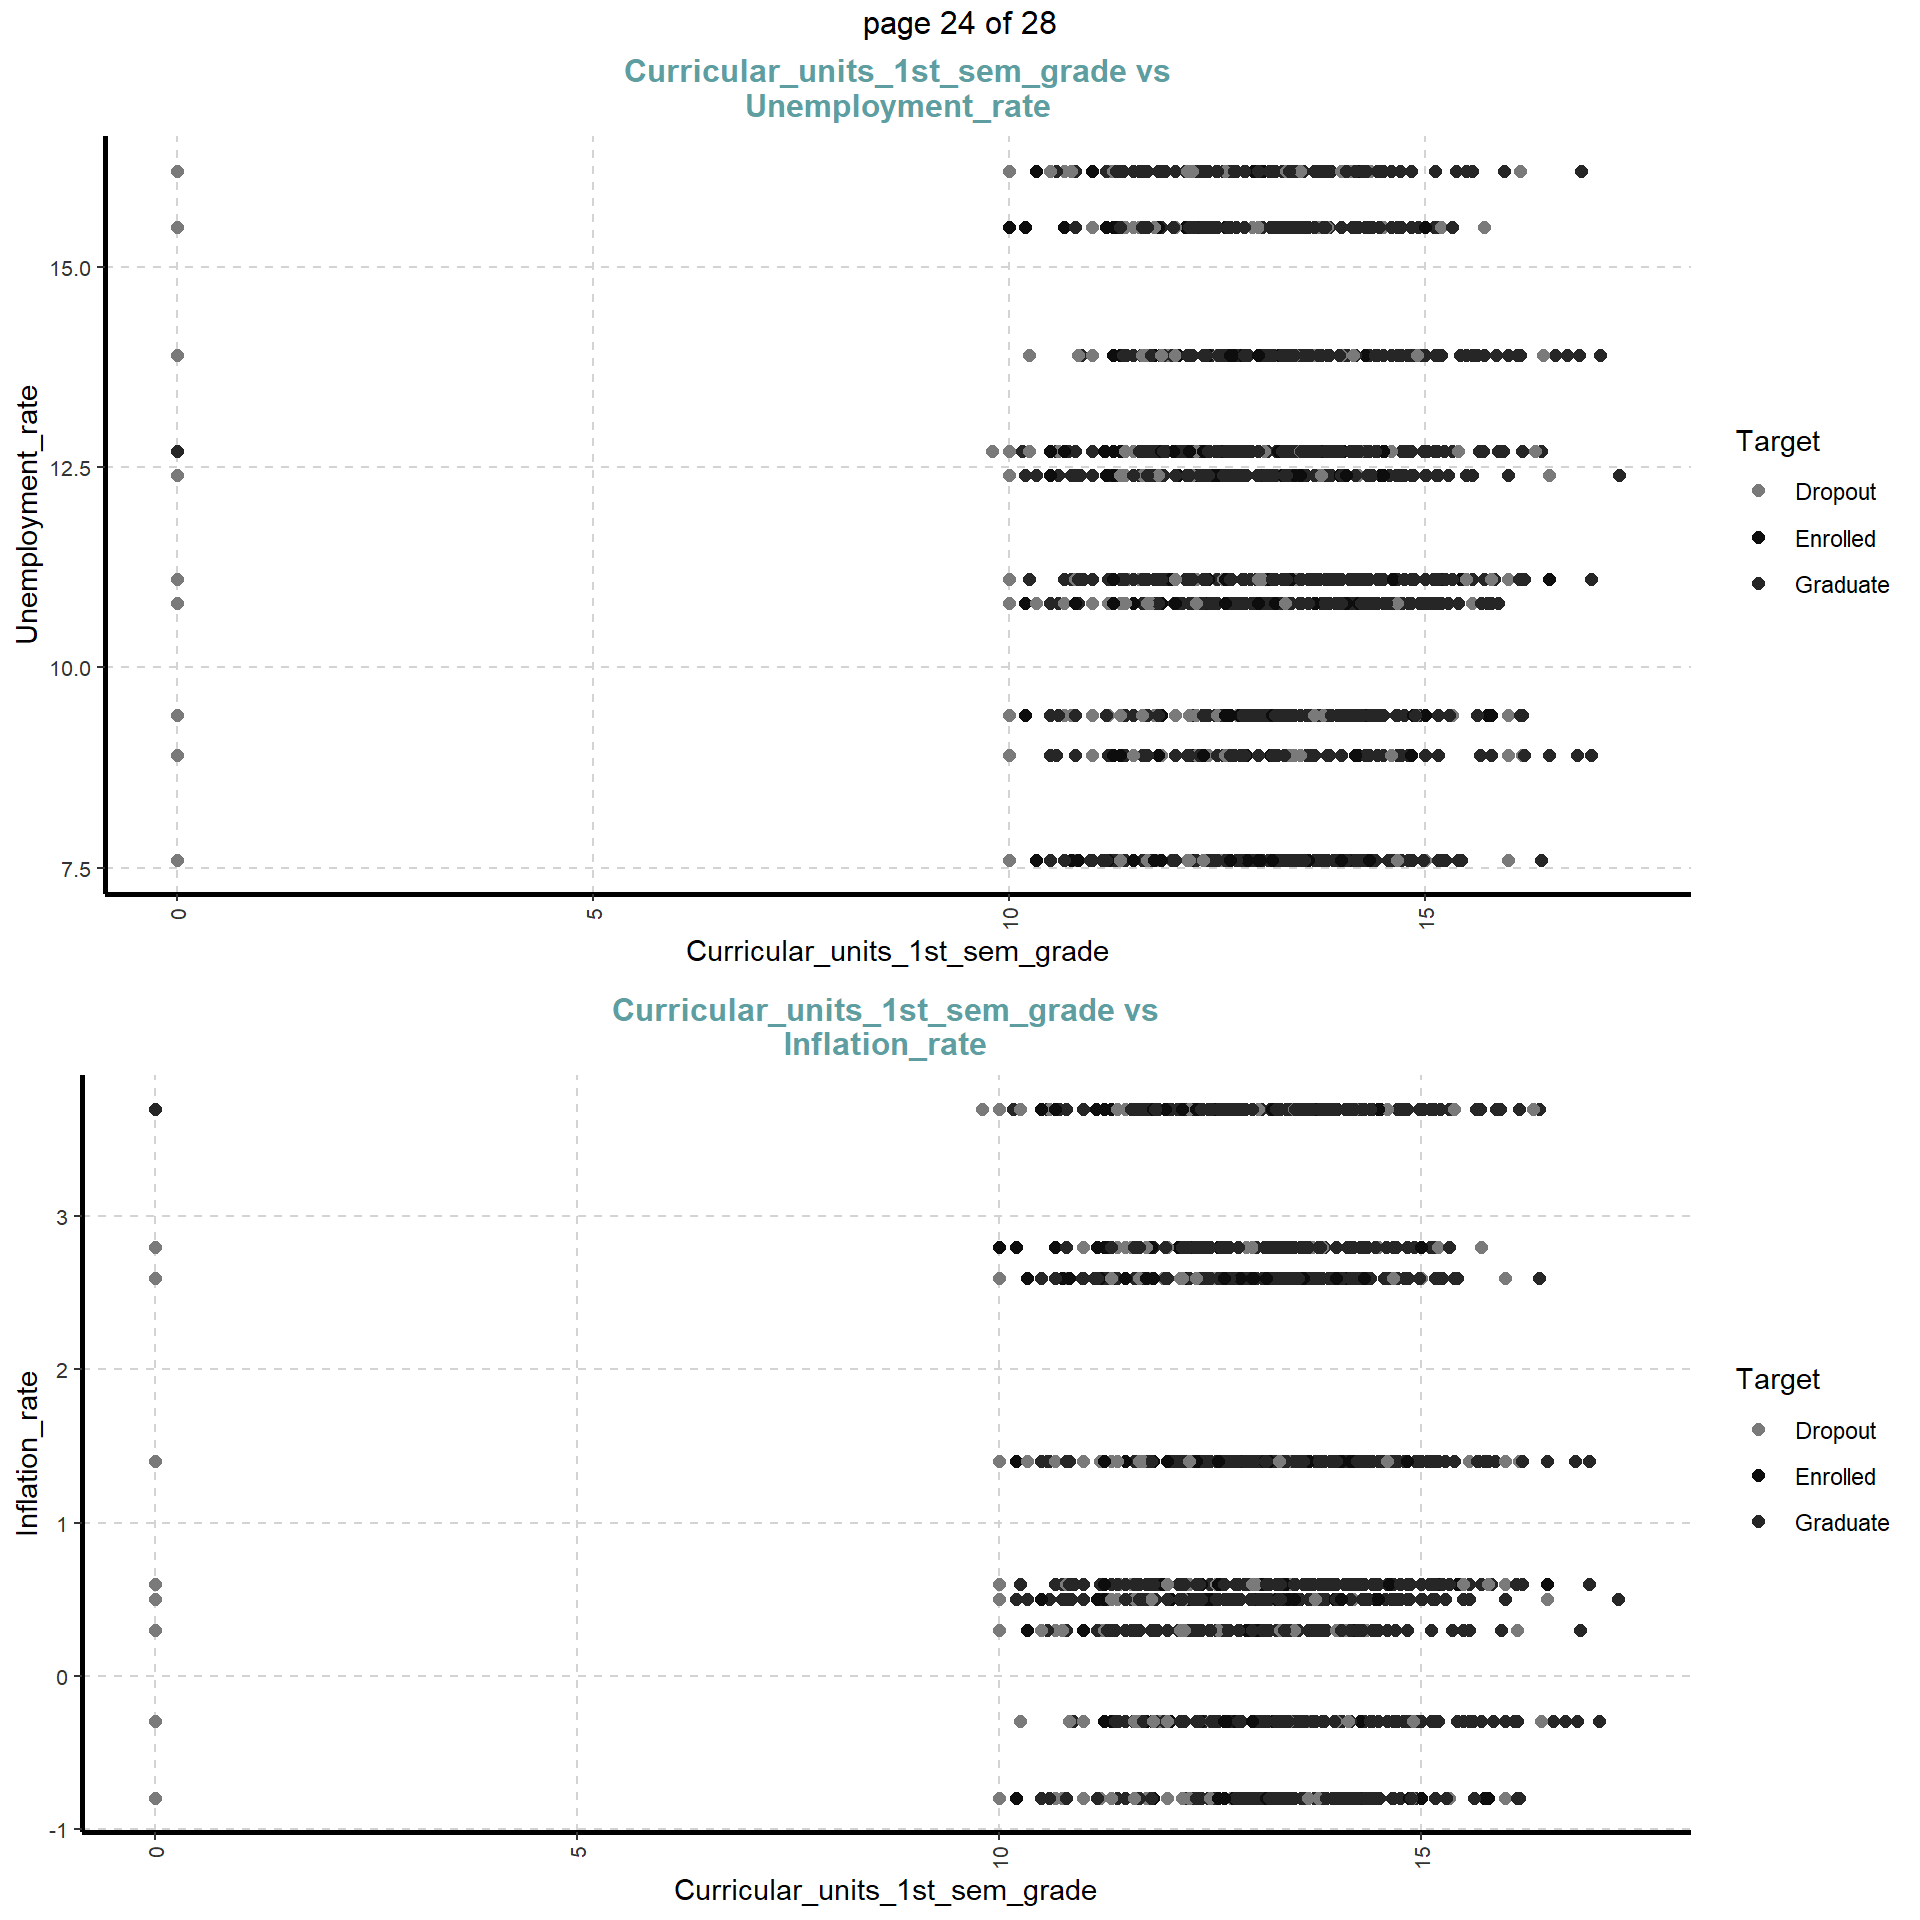 page 24 of 28
Curricular_units_1st_sem_grade vs
Unemployment_rate
Unemployment_rate
15.0
12.5
10.0
7.5
0
5
10
15
Curricular_units_1st_sem_grade
Target
Dropout
Enrolled
Graduate
Curricular_units_1st_sem_grade vs
Inflation_rate
Inflation_rate
3
2
1
0
-1
0
5
10
15
Curricular_units_1st_sem_grade
Target
Dropout
Enrolled
Graduate